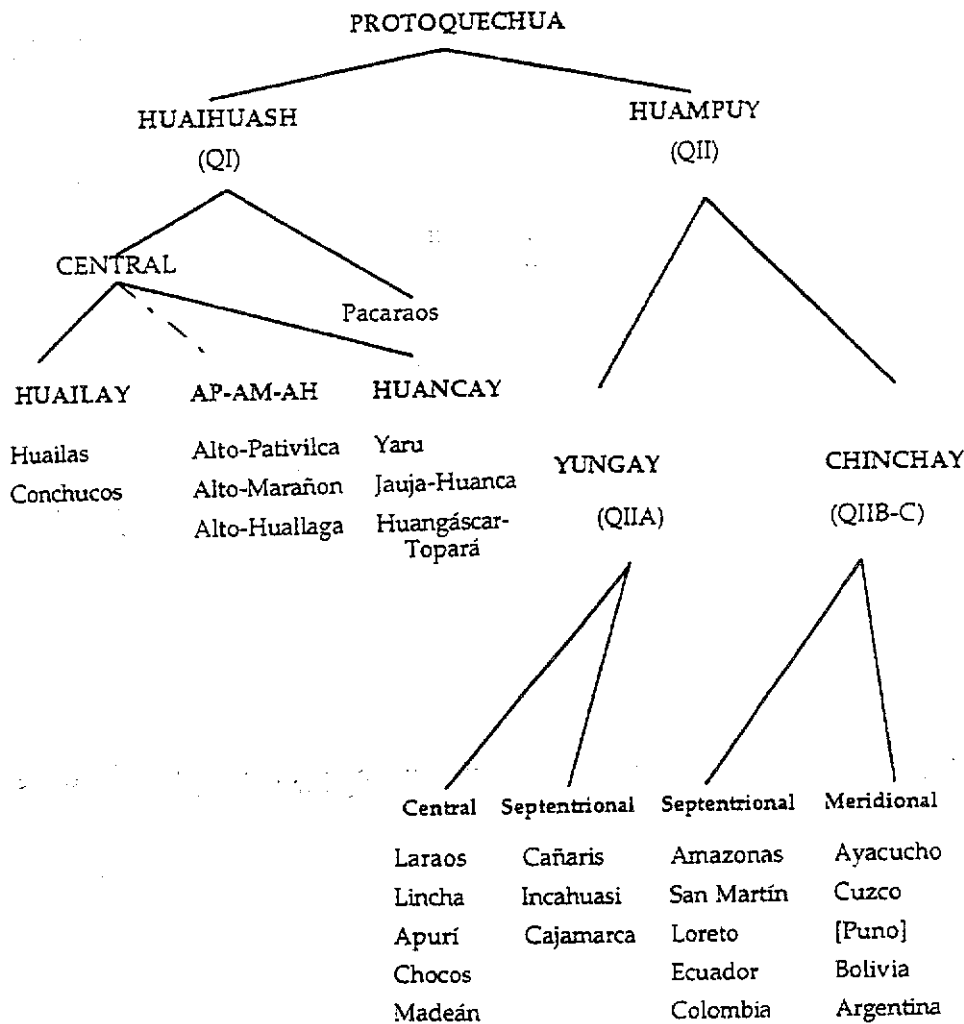 PROTOQUECHUA
HUAIHUASH
(QI)
HUAMPUY
(QII)
CENTRAL
Pacaraos
HUAILAY
Huailas
Conchucos
AP-AM-AH
Alto-Pativilca
Alto-Marañon
Alto-Huallaga
HUANCAY
Yaru
Jauja-Huanca
Huangáscar-
Topará
YUNGAY
(QIIA)
CHINCHAY
(QIIB-C)
Central
Laraos
Lincha
Apurí
Chocos
Madeán
Septentrional
Cañaris
Incahuasi
Cajamarca
Septentrional
Amazonas
San Martín
Loreto
Ecuador
Colombia
Meridional
Ayacucho
Cuzco
[Puno]
Bolivia
Argentina